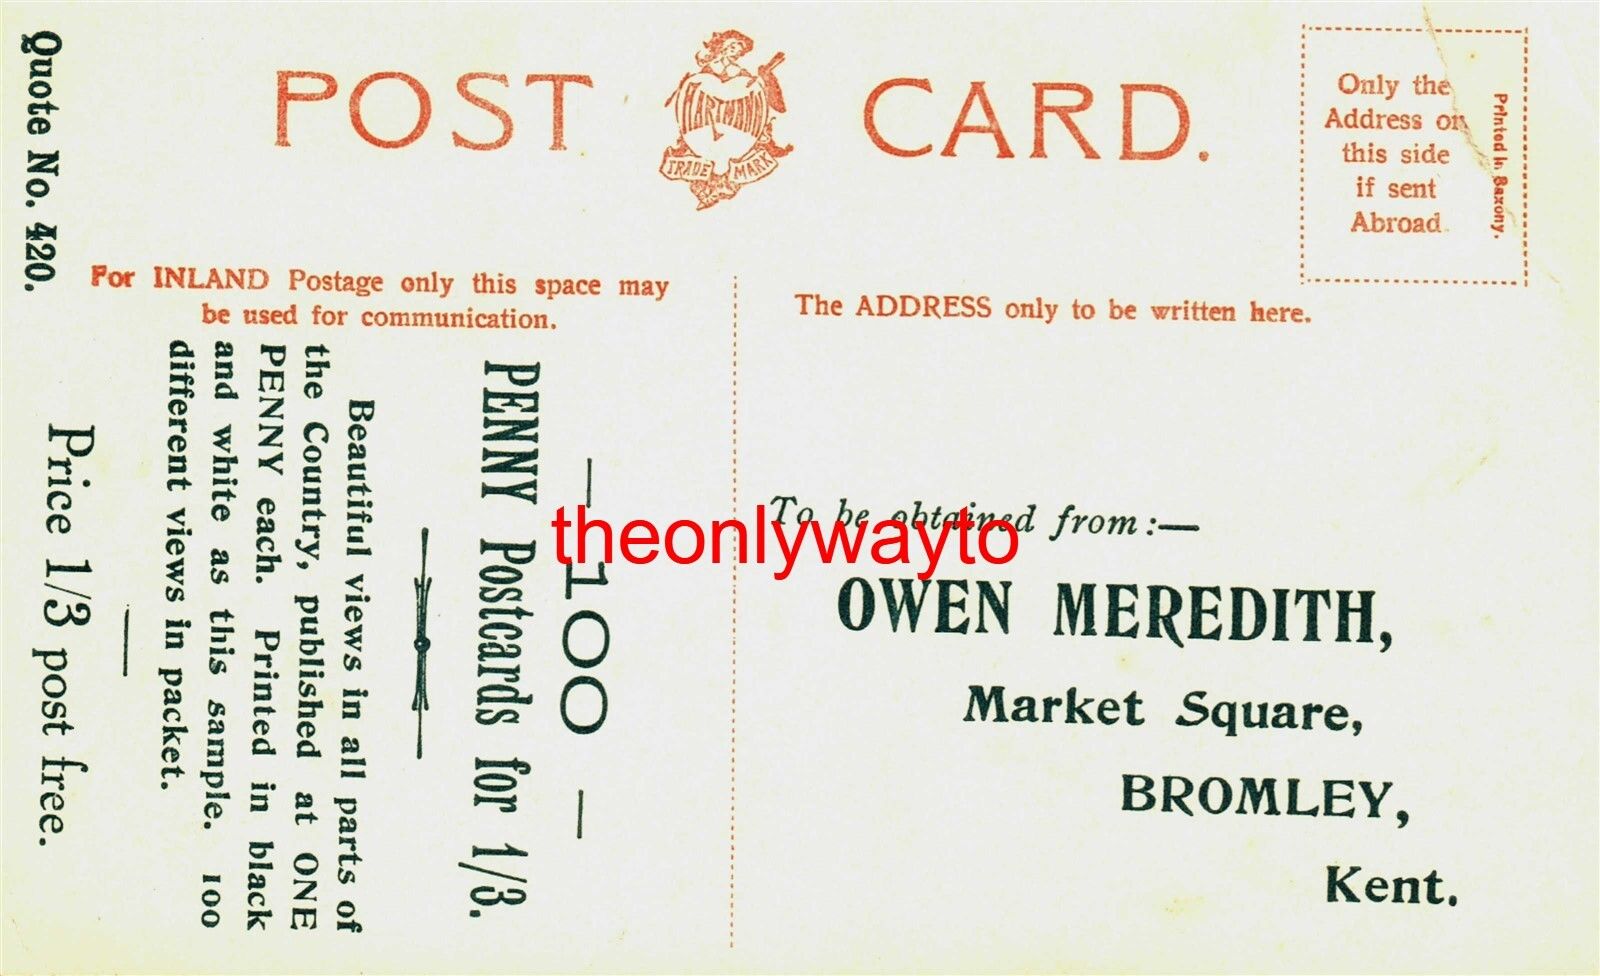 POST CARD.
HARTMANN
TRADE MARK
Only the
Address on
this side
if sent
Abroad.
Printed in Saxony.
For INLAND Postage only this space may
be used for communication.
The ADDRESS only to be written here.
— 100 —
PENNY Postcards for 1/3.
Beautiful views in all parts of
the Country, published at ONE
PENNY each. Printed in black
and white as this sample. 100
different views in packet.
Price 1/3 post free.
Quote No. 420.
To be obtained from:—
OWEN MEREDITH,
Market Square,
BROMLEY,
Kent.
theonlywayto